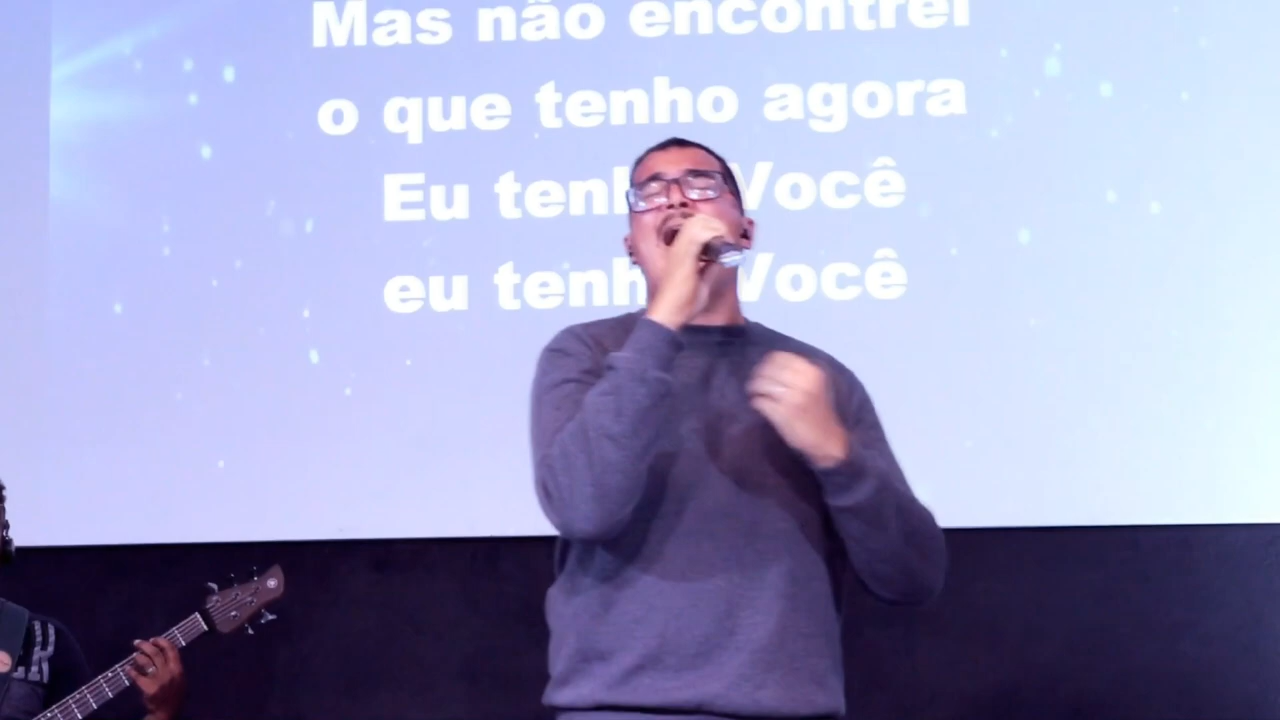 Mas não encontrei
o que tenho agora
Eu tenh Você
eu tenh Você